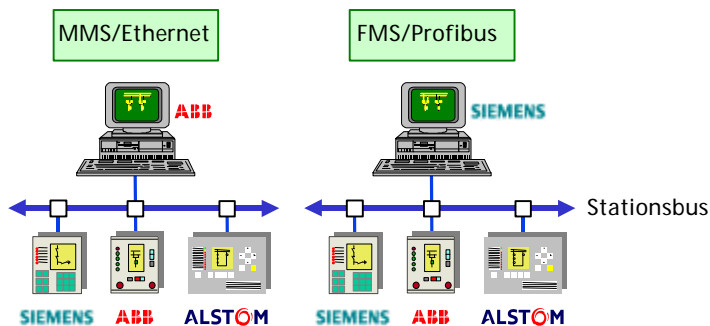 MMS/Ethernet
FMS/Profibus
ABB
SIEMENS
Stationsbus
SIEMENS ABB ALSTOM
SIEMENS ABB ALSTOM